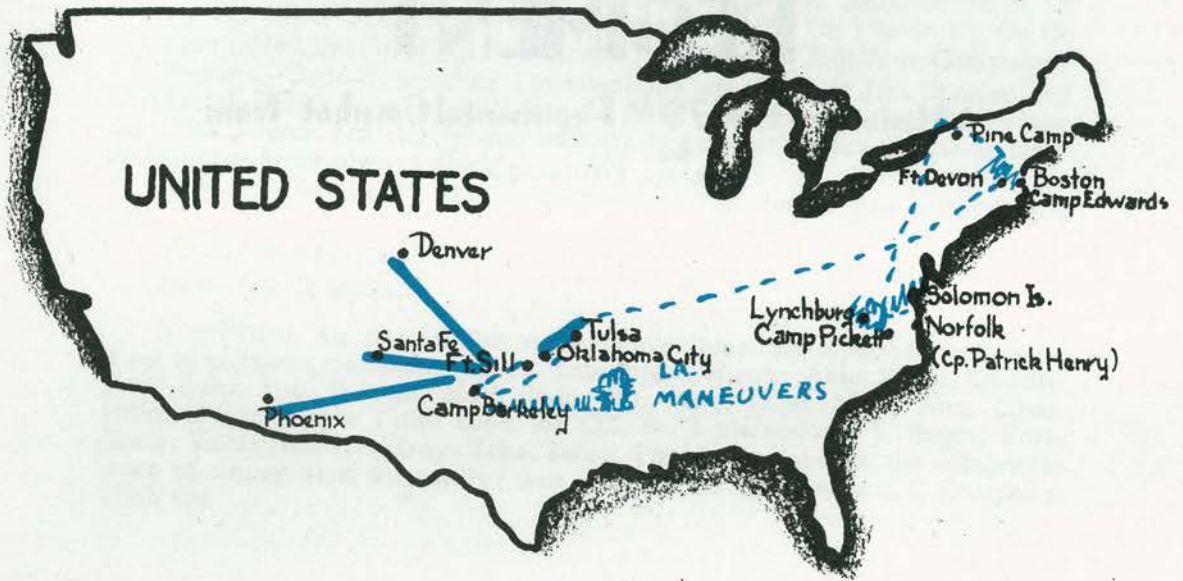 Pine Camp
Ft. Devon
Boston
Camp Edwards
UNITED STATES
Denver
Solomon Is.
Lynchburg
Camp Pickett
Norfolk
(Cp. Patrick Henry)
Tulsa
Santa Fe
Ft. Sill
Oklahoma City
LA.
MANEUVERS
Camp Barkeley
Phoenix